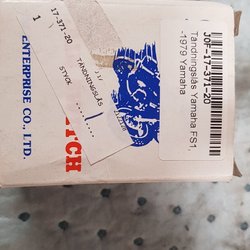 JOF-17-371-20
Tändningslås Yamaha FS1.
-1979 Yamaha
17-371-20
1
TÄNDNINGSLÅS
STYCK
ENTERPRISE CO., LTD.